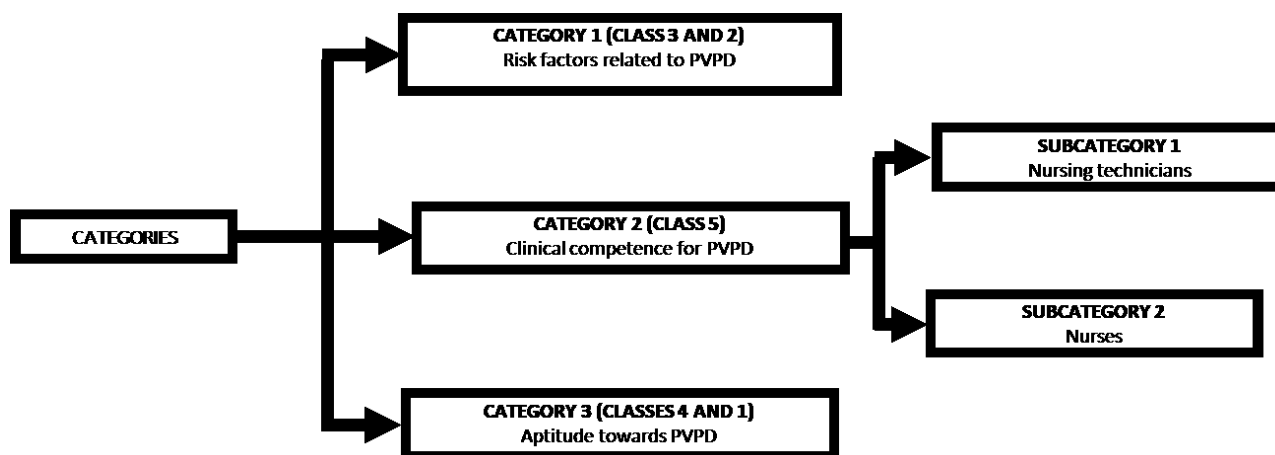 CATEGORY 1 (CLASS 3 AND 2)
Risk factors related to PVPD
SUBCATEGORY 1
Nursing technicians
CATEGORIES
CATEGORY 2 (CLASS 5)
Clinical competence for PVPD
SUBCATEGORY 2
Nurses
CATEGORY 3 (CLASSES 4 AND 1)
Aptitude towards PVPD